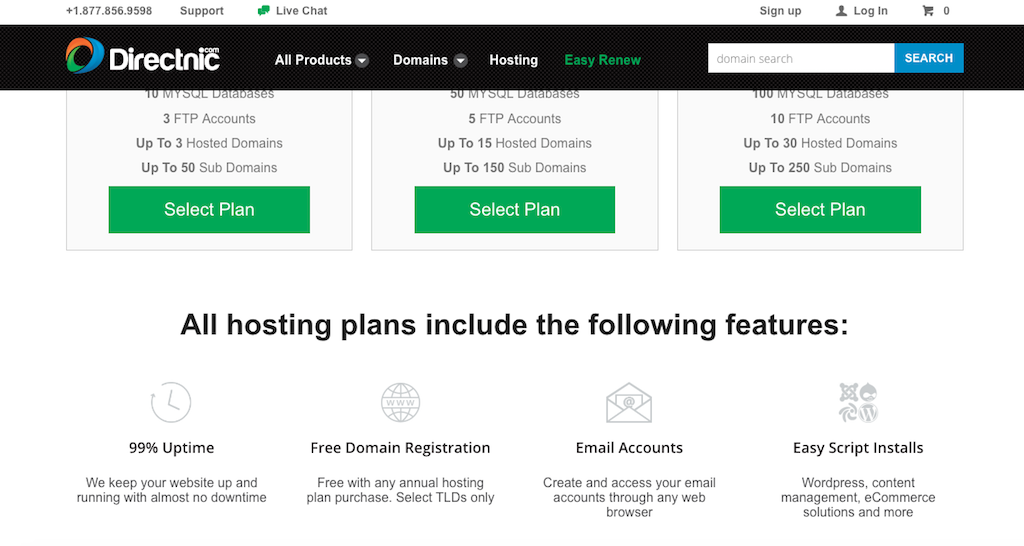 +1.877.856.9598 Support Live Chat Sign up Log In 0
Directnic.com All Products Domains Hosting Easy Renew domain search SEARCH
10 MYSQL Databases 50 MYSQL Databases 100 MYSQL Databases
3 FTP Accounts 5 FTP Accounts 10 FTP Accounts
Up To 3 Hosted Domains Up To 15 Hosted Domains Up To 30 Hosted Domains
Up To 50 Sub Domains Up To 150 Sub Domains Up To 250 Sub Domains
Select Plan Select Plan Select Plan
All hosting plans include the following features:
WWW @ W
99% Uptime Free Domain Registration Email Accounts Easy Script Installs
We keep your website up and Free with any annual hosting Create and access your email Wordpress, content
running with almost no downtime plan purchase. Select TLDs only accounts through any web management, eCommerce
browser solutions and more